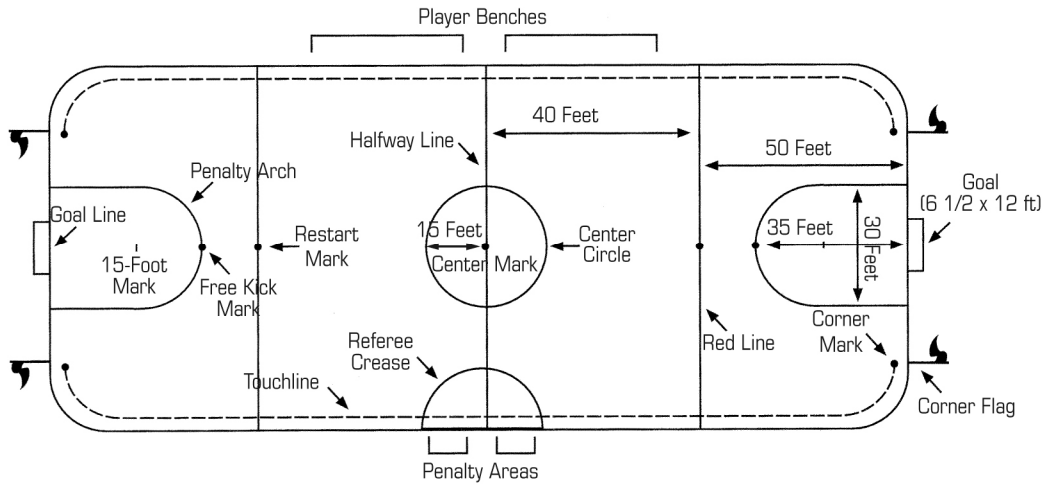 Player Benches
40 Feet
Halfway Line
50 Feet
Penalty Arch
Goal
(6 1/2 x 12 ft)
Goal Line
15 Feet
35 Feet
30 Feet
Restart
Mark
Center
Circle
15-Foot
Mark
Center Mark
Free Kick
Mark
Corner
Mark
Referee
Crease
Red Line
Touchline
Corner Flag
Penalty Areas